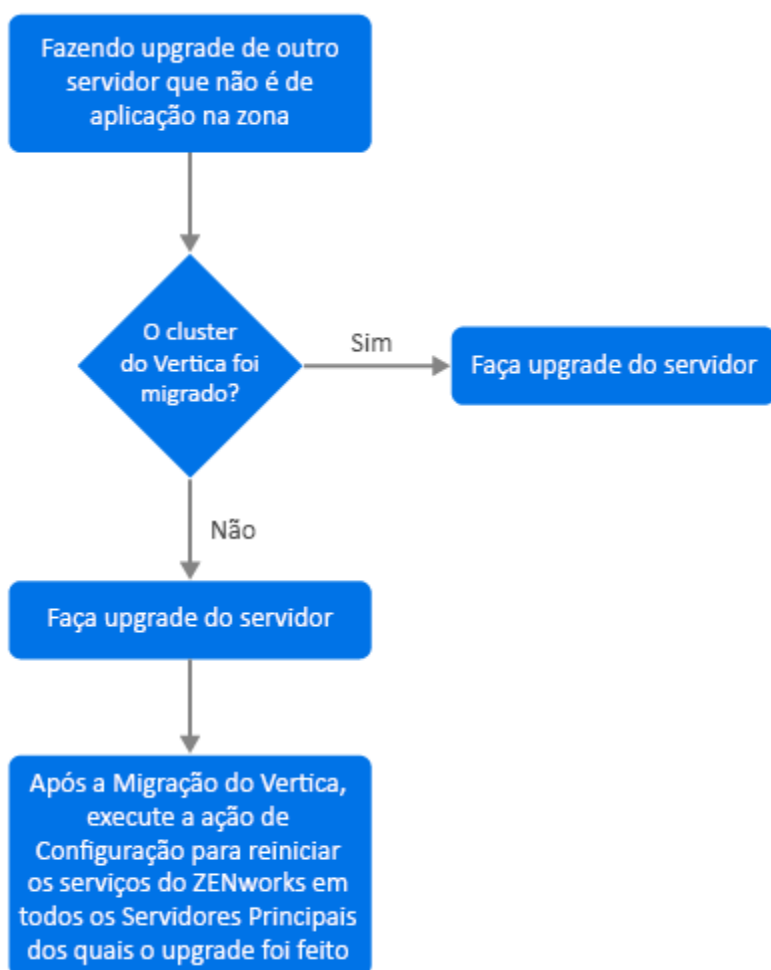 Fazendo upgrade de outro
servidor que não é de
aplicação na zona
O cluster
do Vertica foi
migrado?
Sim
Faça upgrade do servidor
Não
Faça upgrade do servidor
Após a Migração do Vertica,
execute a ação de
Configuração para reiniciar
os serviços do ZENworks em
todos os Servidores Principais
dos quais o upgrade foi feito